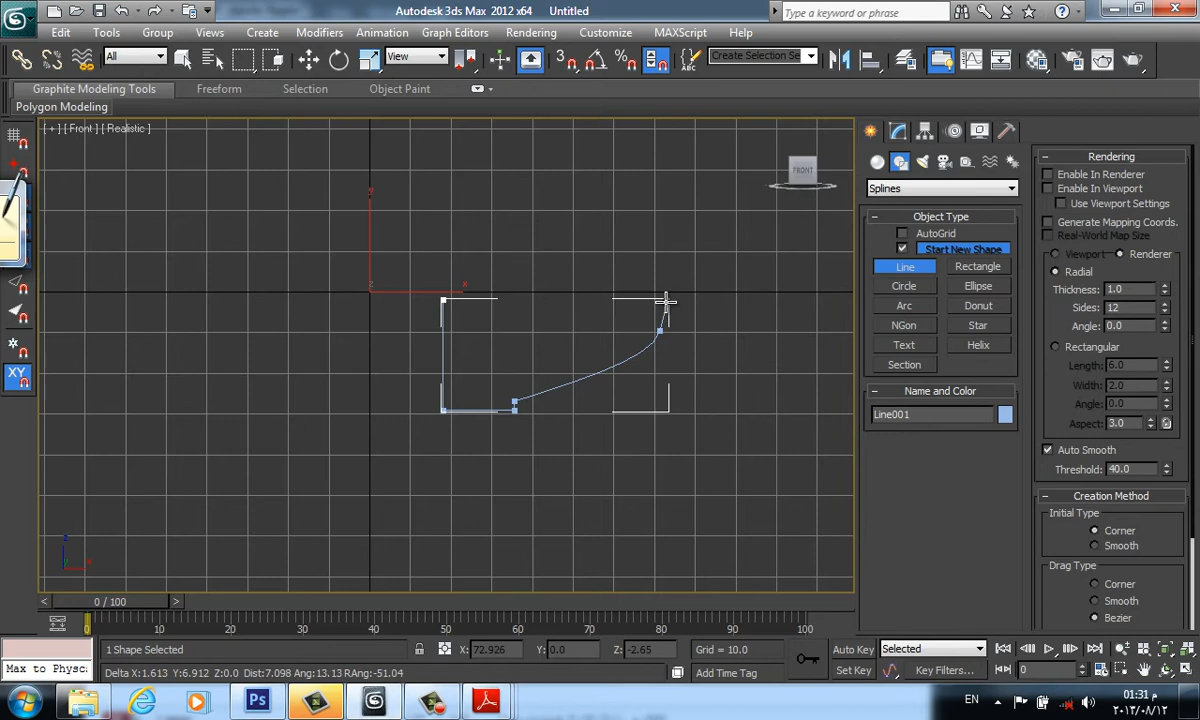 Autodesk 3ds Max 2012 x64 Untitled
Type a keyword or phrase
Edit Tools Group Views Create Modifiers Animation Graph Editors Rendering Customize MAXScript Help
All View 3 Create Selection Se
Graphite Modeling Tools Freeform Selection Object Paint
Polygon Modeling
[ + ] [ Front ] [ Realistic ]
FRONT
y
z
x
z
x
XY
Splines
Object Type
AutoGrid
Start New Shape
Line Rectangle
Circle Ellipse
Arc Donut
NGon Star
Text Helix
Section
Name and Color
Line001
Rendering
Enable In Renderer
Enable In Viewport
Use Viewport Settings
Generate Mapping Coords.
Real-World Map Size
Viewport Renderer
Radial
Thickness: 1.0
Sides: 12
Angle: 0.0
Rectangular
Length: 6.0
Width: 2.0
Angle: 0.0
Aspect: 3.0
Auto Smooth
Threshold: 40.0
Creation Method
Initial Type
Corner
Smooth
Drag Type
Corner
Smooth
Bezier
< 0 / 100 >
0 10 20 30 40 50 60 70 80 90 100
1 Shape Selected X: 72.926 Y: 0.0 Z: -2.65 Grid = 10.0 Auto Key Selected
Max to Physc: Delta X:1.613 Y:6.912 Z:0.0 Dist:7.098 Ang:13.13 RAng:-51.04 Add Time Tag Set Key Key Filters... 0
Ps EN 01:31 م
٢٠١٣/٠٨/١٢